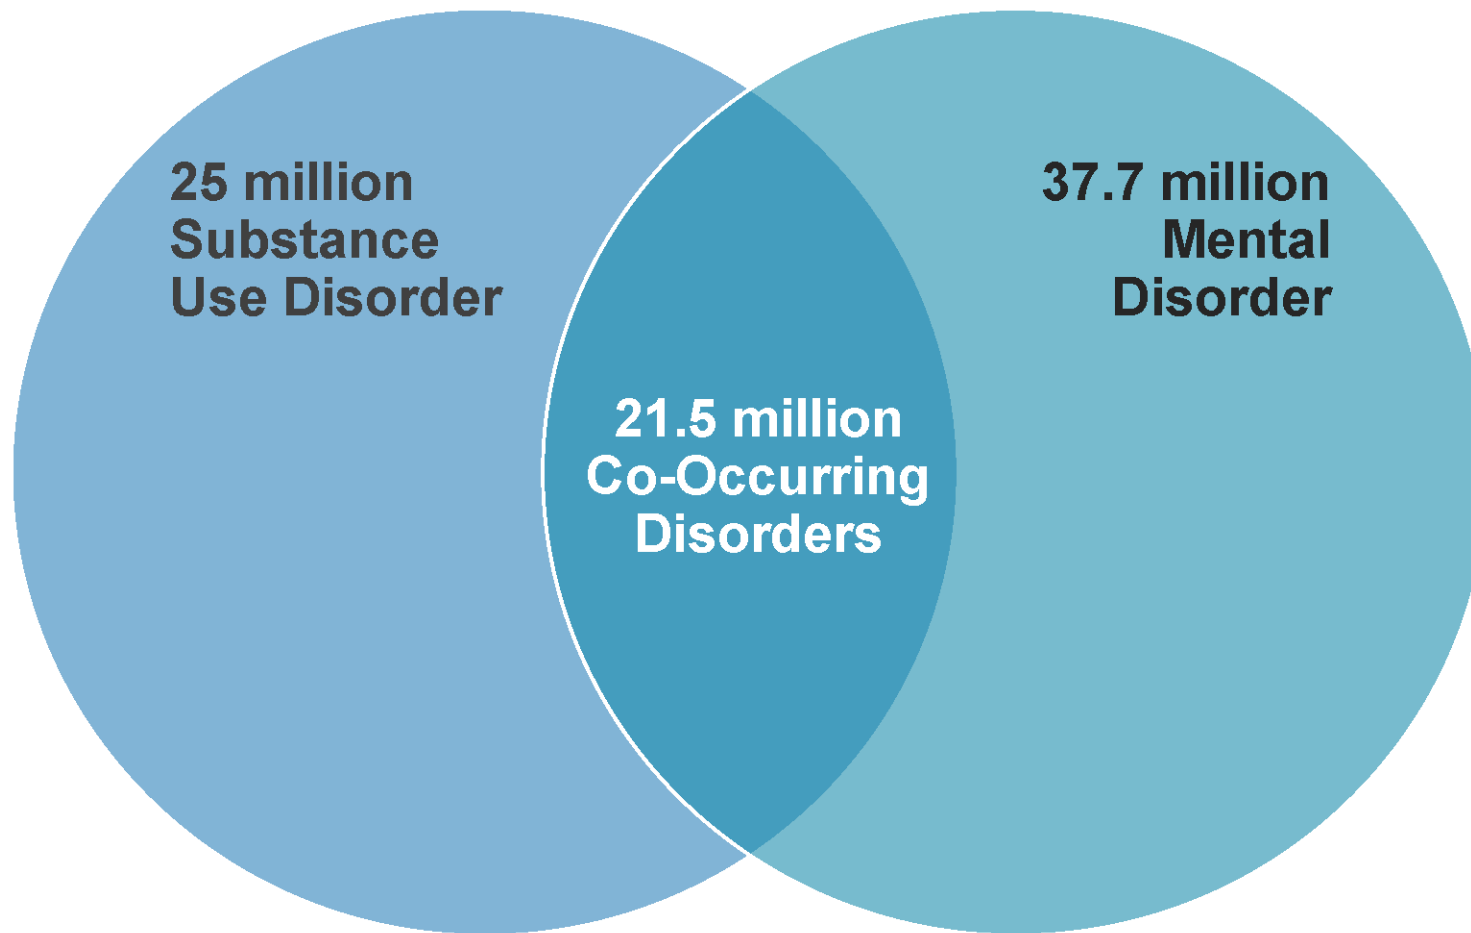 25 million
Substance
Use Disorder
37.7 million
Mental
Disorder
21.5 million
Co-Occurring
Disorders